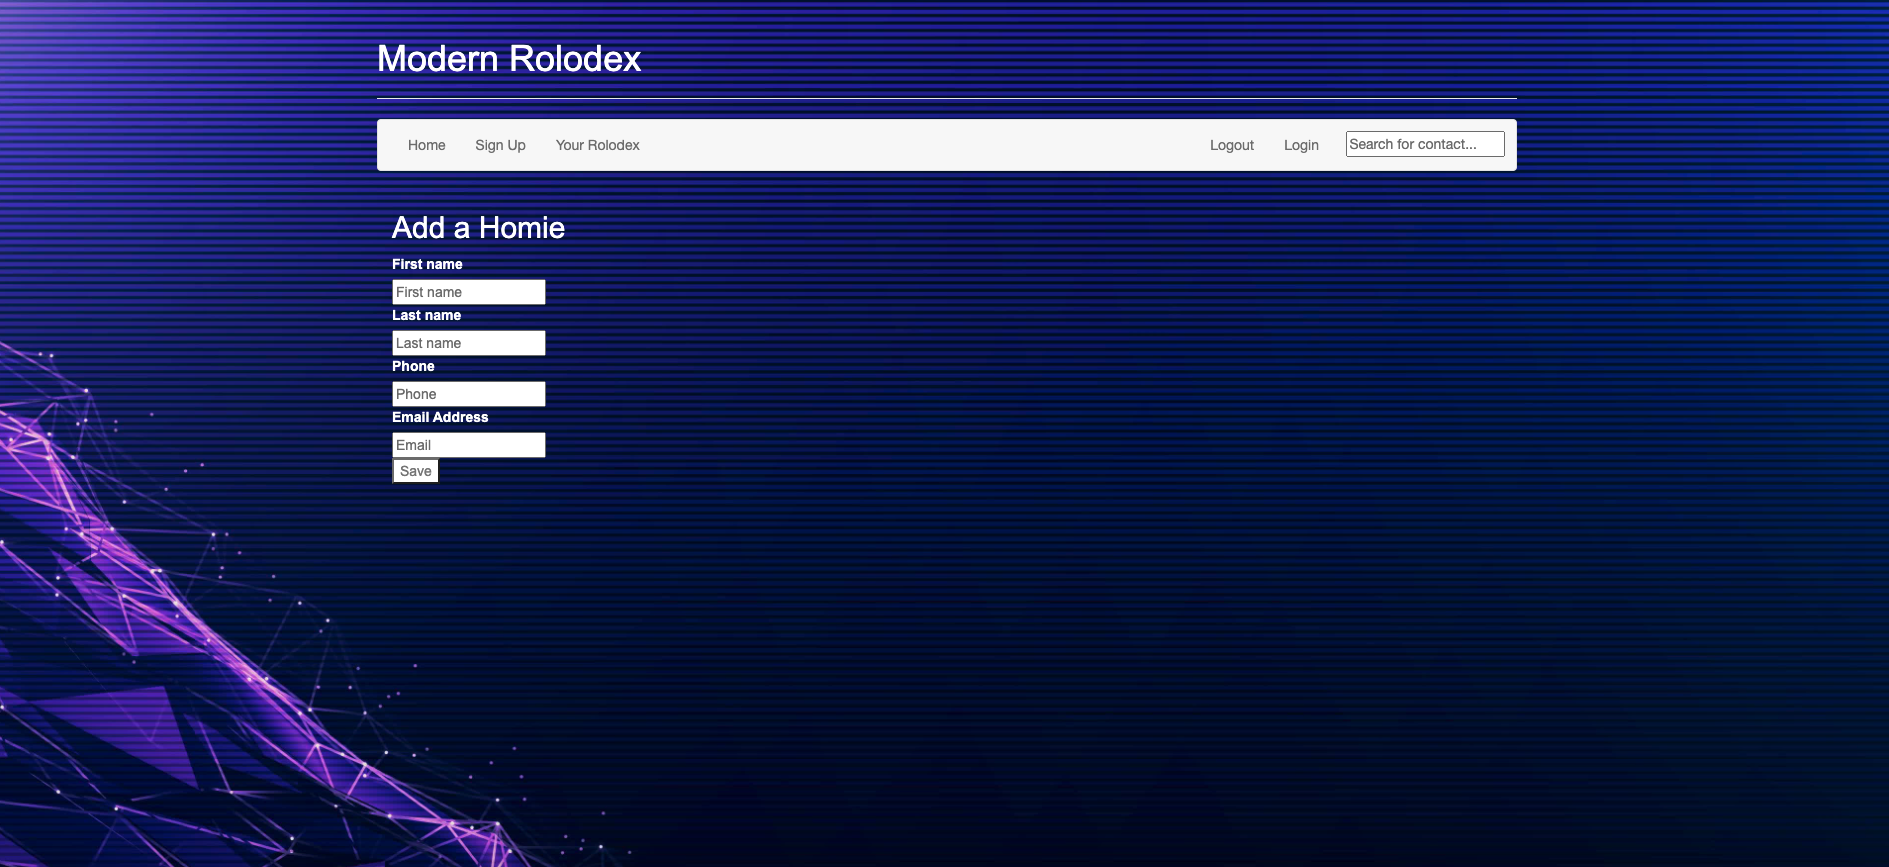 Modern Rolodex
Home Sign Up Your Rolodex Logout Login Search for contact...
Add a Homie
First name
First name
Last name
Last name
Phone
Phone
Email Address
Email
Save